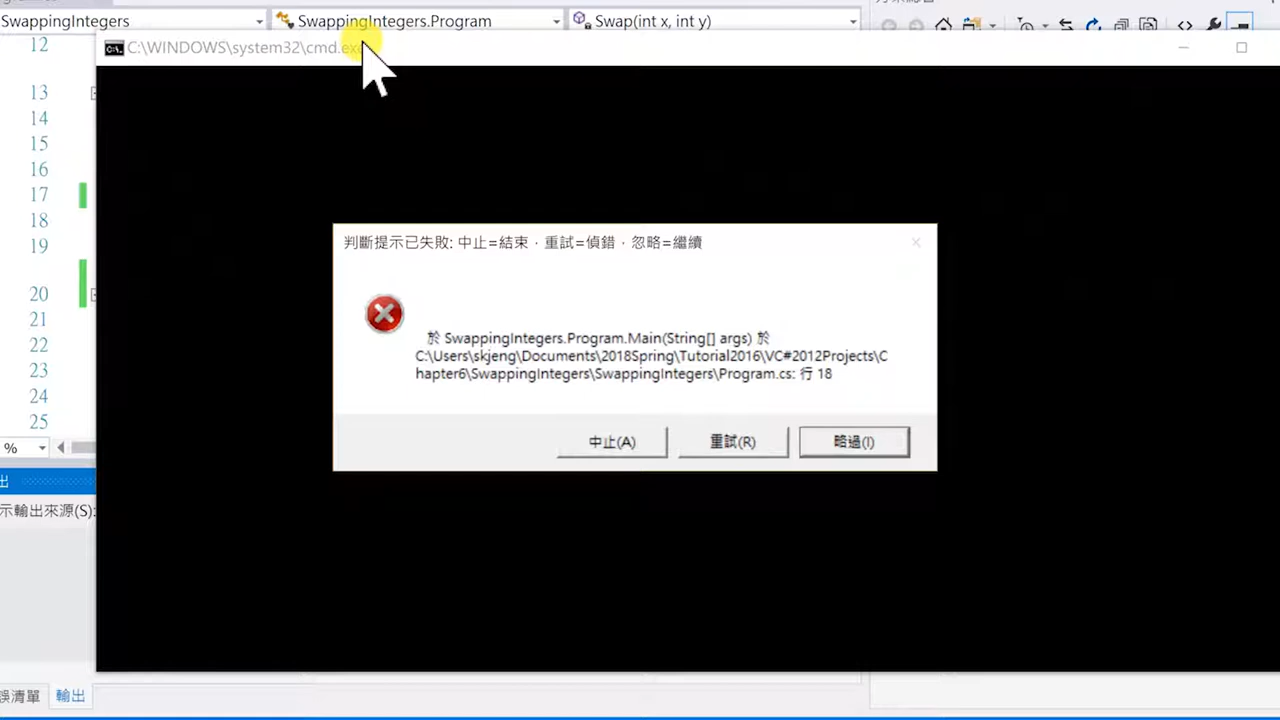 SwappingIntegers
SwappingIntegers.Program
Swap(int x, int y)
12
C:\WINDOWS\system32\cmd.exe
13
14
15
16
17
18
19
判斷提示已失敗: 中止=結束，重試=偵錯，忽略=繼續
20
於 SwappingIntegers.Program.Main(String[] args) 於
21
C:\Users\skjeng\Documents\2018Spring\Tutorial2016\VC#2012Projects\C
22
hapter6\SwappingIntegers\SwappingIntegers\Program.cs: 行 18
23
24
25
中止(A)
重試(R)
略過(I)
%
出
示輸出來源(S):
誤清單
輸出